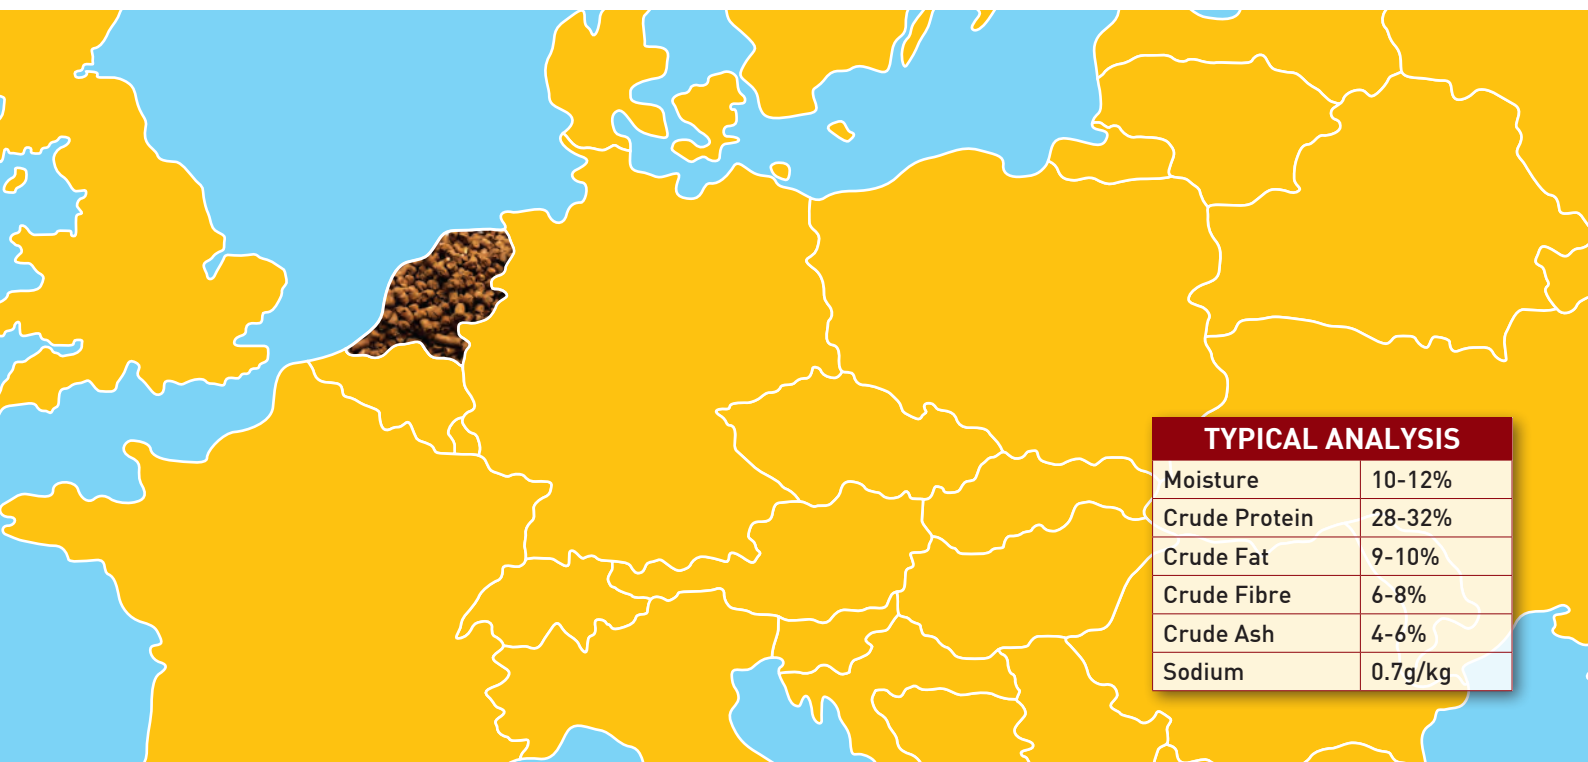 TYPICAL ANALYSIS
Moisture 10-12%
Crude Protein 28-32%
Crude Fat 9-10%
Crude Fibre 6-8%
Crude Ash 4-6%
Sodium 0.7g/kg